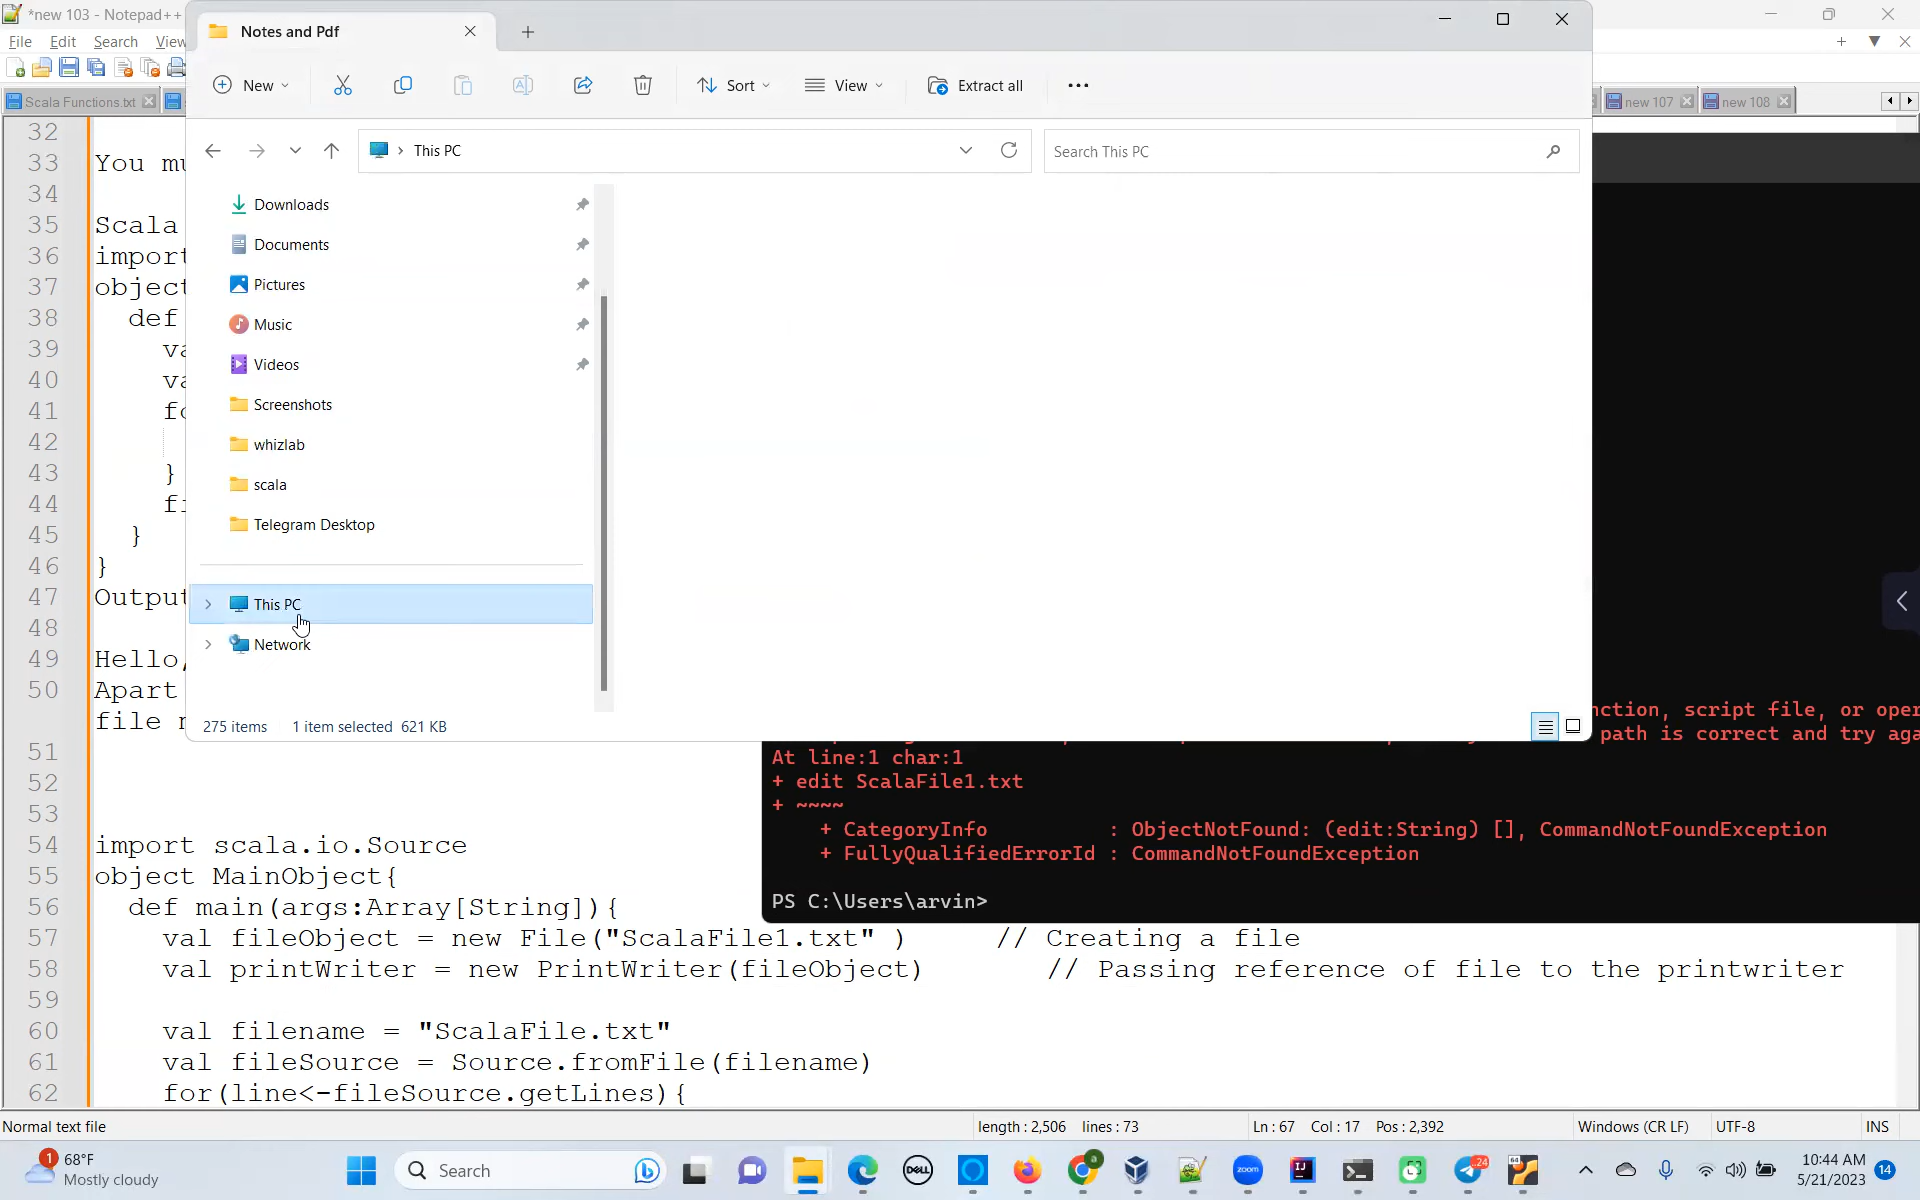 *new 103 - Notepad++
File Edit Search View
Scala Functions.txt
new 107
new 108
Notes and Pdf
New
Sort
View
Extract all
This PC
Search This PC
Downloads
Documents
Pictures
Music
Videos
Screenshots
whizlab
scala
Telegram Desktop
This PC
Network
275 items 1 item selected 621 KB
32
33 You mu
34
35 Scala
36 import
37 object
38 def
39 va
40 va
41 fo
42
43 }
44 fi
45 }
46 }
47 Output
48
49 Hello,
50 Apart
file n
51
52
53
54 import scala.io.Source
55 object MainObject{
56 def main(args:Array[String]){
57 val fileObject = new File("ScalaFile1.txt" ) // Creating a file
58 val printWriter = new PrintWriter(fileObject) // Passing reference of file to the printwriter
59
60 val filename = "ScalaFile.txt"
61 val fileSource = Source.fromFile(filename)
62 for(line<-fileSource.getLines){
nction, script file, or oper
path is correct and try aga
At line:1 char:1
+ edit ScalaFile1.txt
+ ~~~~
+ CategoryInfo : ObjectNotFound: (edit:String) [], CommandNotFoundException
+ FullyQualifiedErrorId : CommandNotFoundException
PS C:\Users\arvin>
Normal text file length : 2,506 lines : 73 Ln : 67 Col : 17 Pos : 2,392 Windows (CR LF) UTF-8 INS
1
68°F
Mostly cloudy
Search
DELL
a
zoom
IJ
24
64
10:44 AM
5/21/2023
14